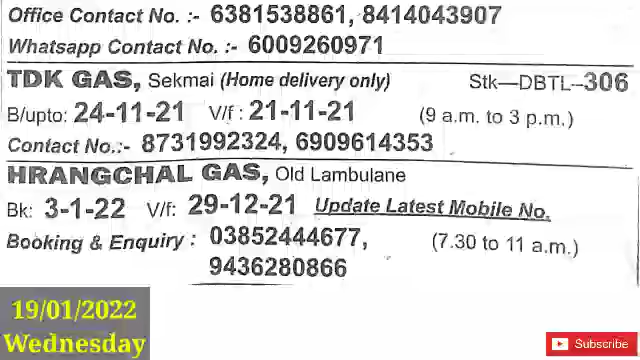 Office Contact No. :- 6381538861, 8414043907
Whatsapp Contact No. :- 6009260971
TDK GAS, Sekmai (Home delivery only) Stk—DBTL--306
B/upto: 24-11-21 V/f : 21-11-21 (9 a.m. to 3 p.m.)
Contact No.:- 8731992324, 6909614353
HRANGCHAL GAS, Old Lambulane
Bk: 3-1-22 V/f: 29-12-21 Update Latest Mobile No.
Booking & Enquiry : 03852444677, (7.30 to 11 a.m.)
9436280866
19/01/2022
Wednesday
Subscribe